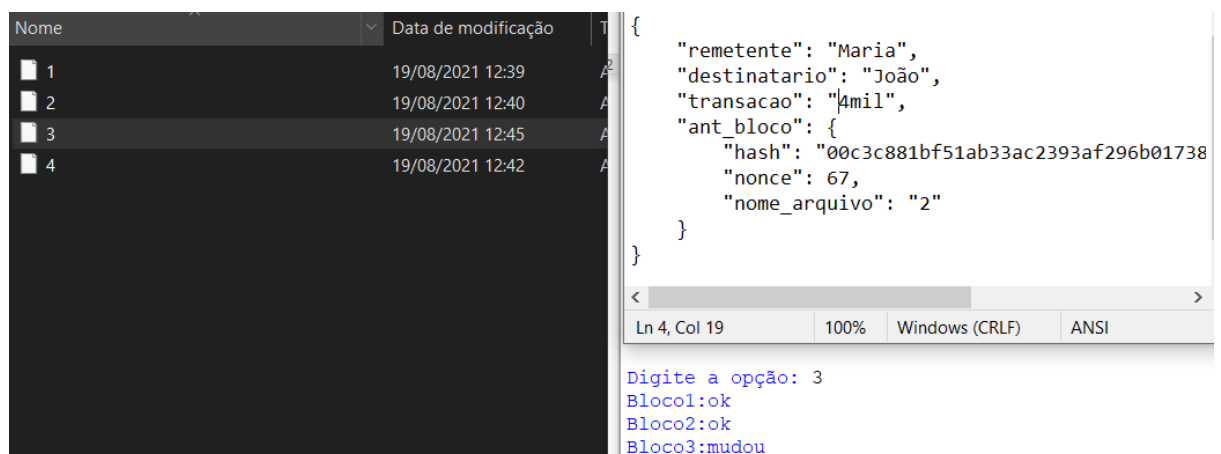 Nome Data de modificação T
1 19/08/2021 12:39 A
2 19/08/2021 12:40 A
3 19/08/2021 12:45 A
4 19/08/2021 12:42 A
2
{
"remetente": "Maria",
"destinatario": "João",
"transacao": "4mil",
"ant_bloco": {
"hash": "00c3c881bf51ab33ac2393af296b01738
"nonce": 67,
"nome_arquivo": "2"
}
}
Ln 4, Col 19 100% Windows (CRLF) ANSI
Digite a opção: 3
Bloco1:ok
Bloco2:ok
Bloco3:mudou